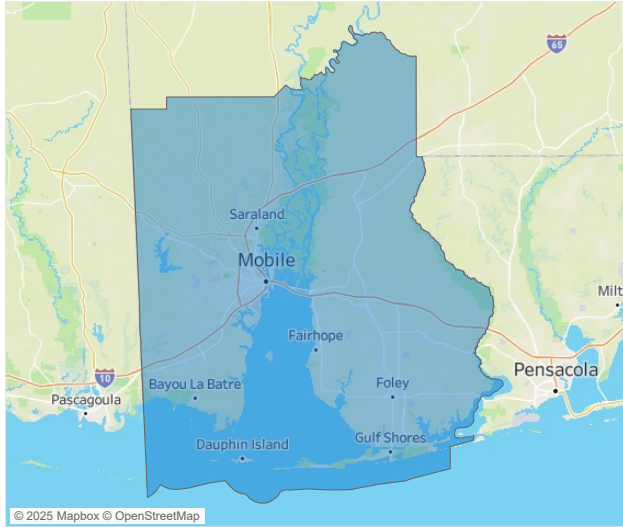 65
Saraland
Mobile
Milt
Fairhope
Pensacola
10
Bayou La Batre
Foley
Pascagoula
Gulf Shores
Dauphin Island
© 2025 Mapbox © OpenStreetMap